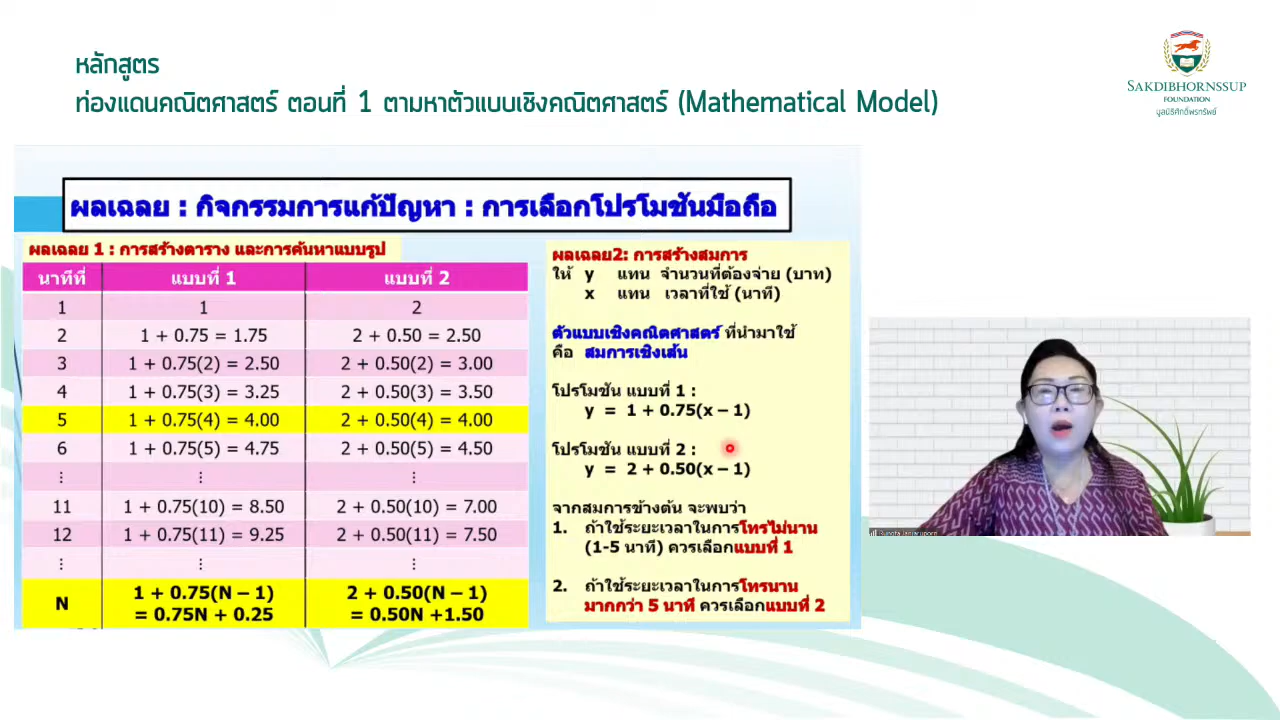 หลักสูตร
ท่องแดนคณิตศาสตร์ ตอนที่ 1 ตามหาตัวแบบเชิงคณิตศาสตร์ (Mathematical Model)
SAKDIBHORNSSUP
FOUNDATION
มูลนิธิศักดิ์พรทรัพย์
ผลเฉลย : กิจกรรมการแก้ปัญหา : การเลือกโปรโมชันมือถือ
ผลเฉลย 1 : การสร้างตาราง และการค้นหาแบบรูป
นาทีที่ แบบที่ 1 แบบที่ 2
1 1 2
2 1 + 0.75 = 1.75 2 + 0.50 = 2.50
3 1 + 0.75(2) = 2.50 2 + 0.50(2) = 3.00
4 1 + 0.75(3) = 3.25 2 + 0.50(3) = 3.50
5 1 + 0.75(4) = 4.00 2 + 0.50(4) = 4.00
6 1 + 0.75(5) = 4.75 2 + 0.50(5) = 4.50
⋮ ⋮ ⋮
11 1 + 0.75(10) = 8.50 2 + 0.50(10) = 7.00
12 1 + 0.75(11) = 9.25 2 + 0.50(11) = 7.50
⋮ ⋮ ⋮
N 1 + 0.75(N – 1) 2 + 0.50(N – 1)
= 0.75N + 0.25 = 0.50N +1.50
ผลเฉลย2: การสร้างสมการ
ให้ y แทน จำนวนที่ต้องจ่าย (บาท)
x แทน เวลาที่ใช้ (นาที)
ตัวแบบเชิงคณิตศาสตร์ ที่นำมาใช้
คือ สมการเชิงเส้น
โปรโมชัน แบบที่ 1 :
y = 1 + 0.75(x – 1)
โปรโมชัน แบบที่ 2 :
y = 2 + 0.50(x – 1)
จากสมการข้างต้น จะพบว่า
1. ถ้าใช้ระยะเวลาในการโทรไม่นาน
(1-5 นาที) ควรเลือกแบบที่ 1
2. ถ้าใช้ระยะเวลาในการโทรนาน
มากกว่า 5 นาที ควรเลือกแบบที่ 2